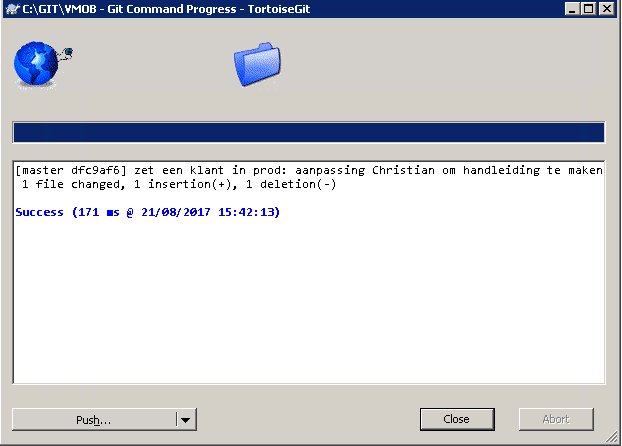 C:\GIT\VMOB - Git Command Progress - TortoiseGit
[master dfc9af6] zet een klant in prod: aanpassing Christian om handleiding te maken
1 file changed, 1 insertion(+), 1 deletion(-)
Success (171 ms @ 21/08/2017 15:42:13)
Push...
Close
Abort